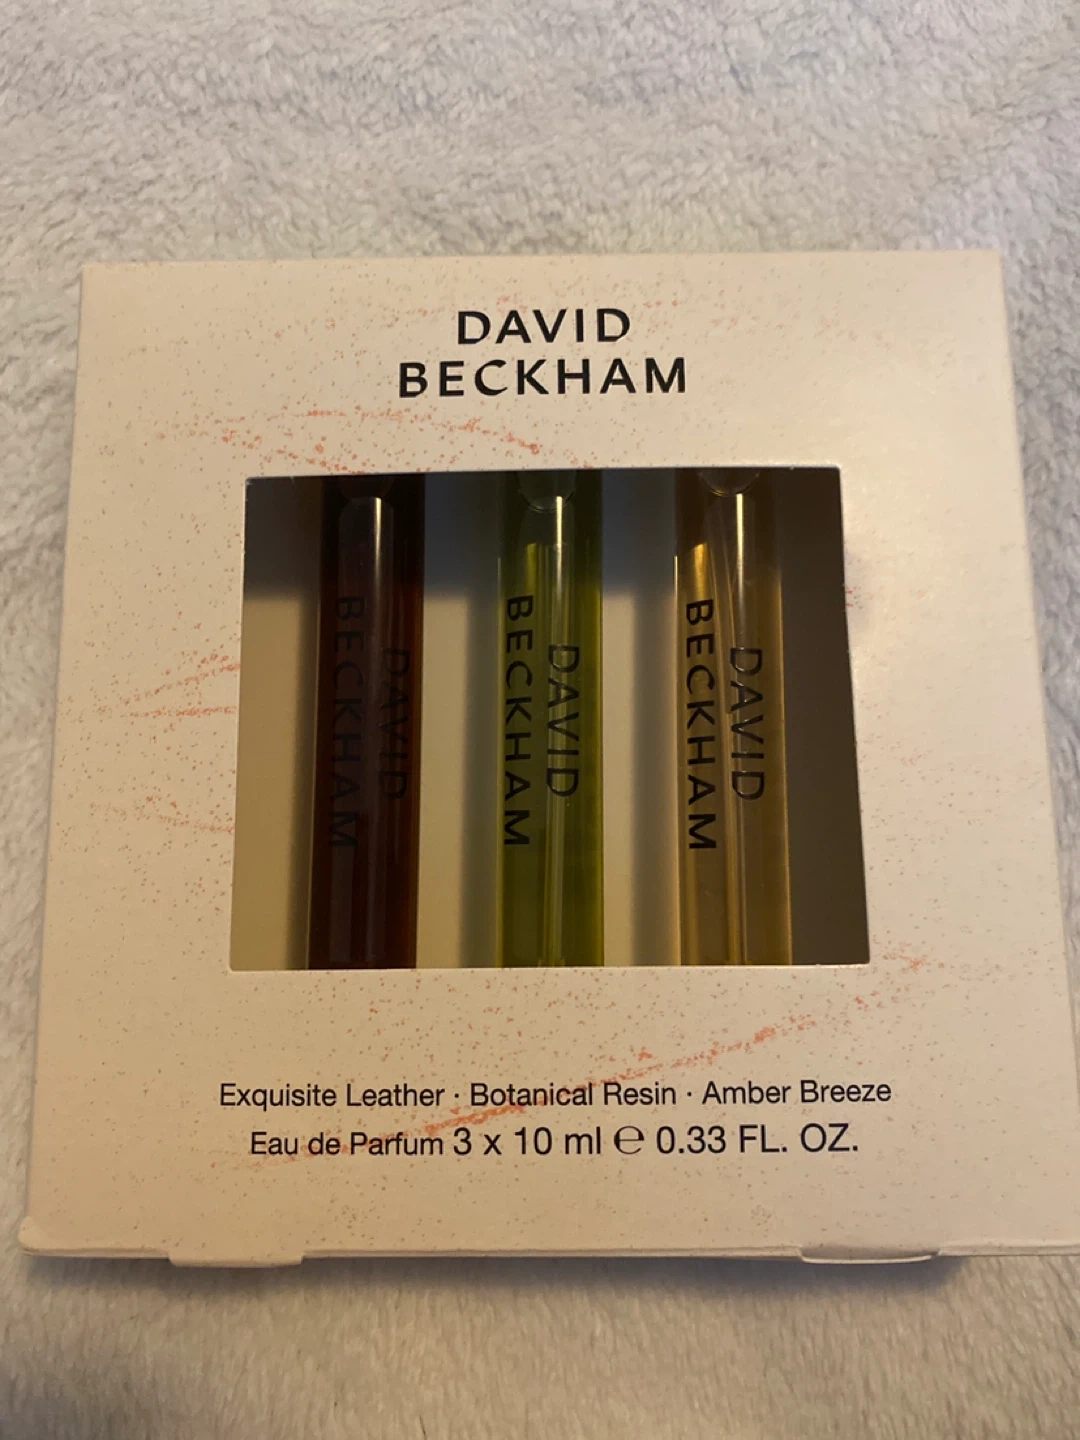 DAVID
BECKHAM
DAVID
BECKHAM
DAVID
BECKHAM
DAVID
BECKHAM
Exquisite Leather · Botanical Resin · Amber Breeze
Eau de Parfum 3 x 10 ml ℮ 0.33 FL. OZ.